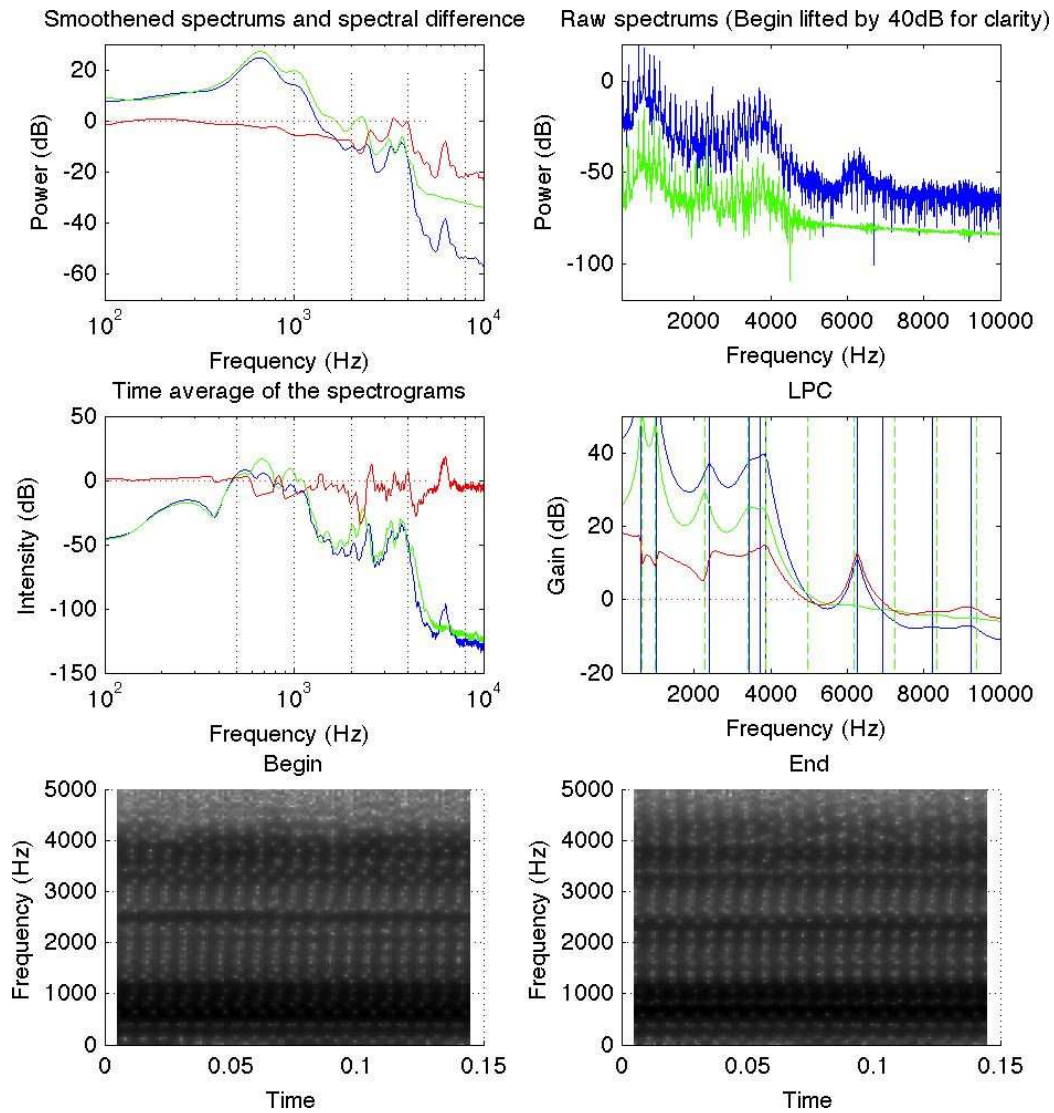 Smoothened spectrums and spectral difference
Power (dB)
20
0
-20
-40
-60
10^2
10^3
10^4
Frequency (Hz)
Raw spectrums (Begin lifted by 40dB for clarity)
Power (dB)
0
-50
-100
2000
4000
6000
8000
10000
Frequency (Hz)
Time average of the spectrograms
Intensity (dB)
50
0
-50
-100
-150
10^2
10^3
10^4
Frequency (Hz)
LPC
Gain (dB)
40
20
0
-20
2000
4000
6000
8000
10000
Frequency (Hz)
Begin
Frequency (Hz)
5000
4000
3000
2000
1000
0
0
0.05
0.1
0.15
Time
End
Frequency (Hz)
5000
4000
3000
2000
1000
0
0
0.05
0.1
0.15
Time